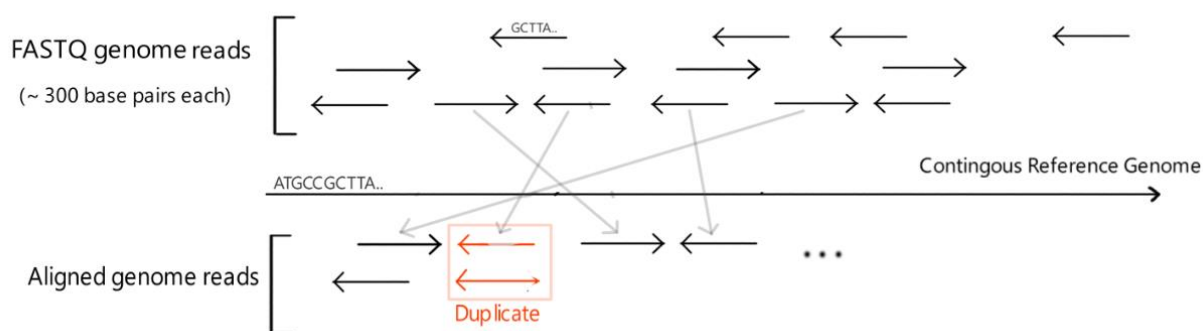 GCTTA..
FASTQ genome reads
(~ 300 base pairs each)
Contingous Reference Genome
ATGCCGCTTA..
Aligned genome reads
Duplicate